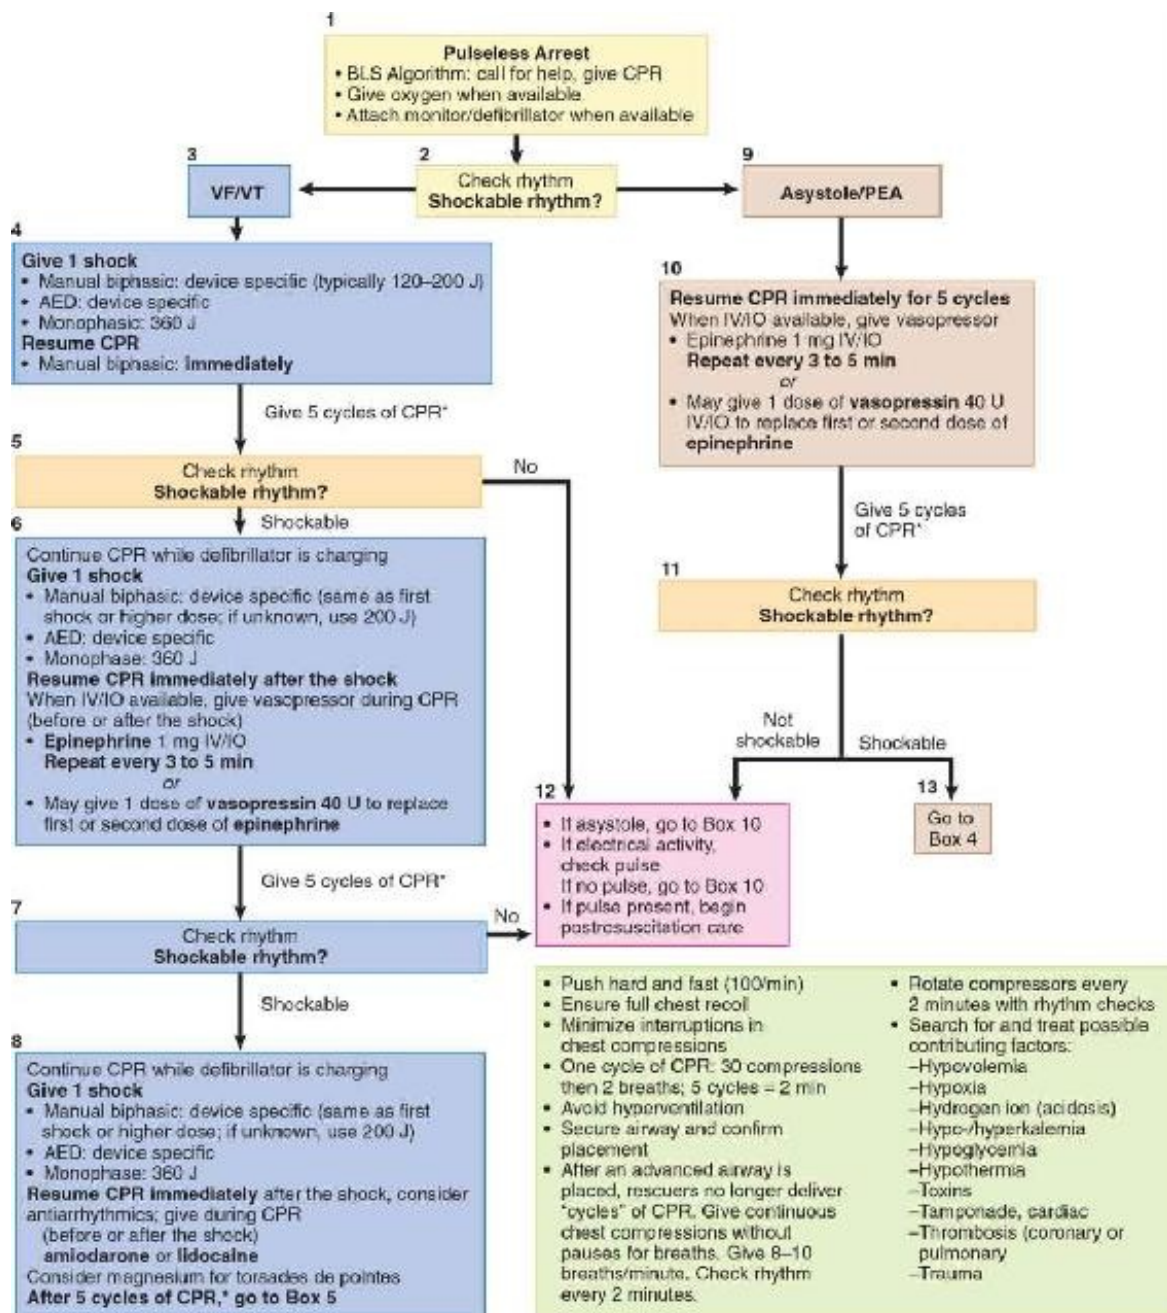 1
Pulseless Arrest
• BLS Algorithm: call for help, give CPR
• Give oxygen when available
• Attach monitor/defibrillator when available
2
Check rhythm
Shockable rhythm?
3
VF/VT
9
Asystole/PEA
4
Give 1 shock
• Manual biphasic: device specific (typically 120–200 J)
• AED: device specific
• Monophasic: 360 J
Resume CPR
• Manual biphasic: immediately
Give 5 cycles of CPR*
5
Check rhythm
Shockable rhythm?
No
Shockable
6
Continue CPR while defibrillator is charging
Give 1 shock
• Manual biphasic: device specific (same as first
shock or higher dose; if unknown, use 200 J)
• AED: device specific
• Monophase: 360 J
Resume CPR immediately after the shock
When IV/IO available, give vasopressor during CPR
(before or after the shock)
• Epinephrine 1 mg IV/IO
Repeat every 3 to 5 min
or
• May give 1 dose of vasopressin 40 U to replace
first or second dose of epinephrine
Give 5 cycles of CPR*
7
Check rhythm
Shockable rhythm?
No
Shockable
8
Continue CPR while defibrillator is charging
Give 1 shock
• Manual biphasic: device specific (same as first
shock or higher dose; if unknown, use 200 J)
• AED: device specific
• Monophase: 360 J
Resume CPR immediately after the shock, consider
antiarrhythmics; give during CPR
(before or after the shock)
amiodarone or lidocaine
Consider magnesium for torsades de pointes
After 5 cycles of CPR,* go to Box 5
10
Resume CPR immediately for 5 cycles
When IV/IO available, give vasopressor
• Epinephrine 1 mg IV/IO
Repeat every 3 to 5 min
or
• May give 1 dose of vasopressin 40 U
IV/IO to replace first or second dose of
epinephrine
Give 5 cycles
of CPR*
11
Check rhythm
Shockable rhythm?
Not
shockable
Shockable
12
• If asystole, go to Box 10
• If electrical activity,
check pulse
If no pulse, go to Box 10
• If pulse present, begin
postresuscitation care
13
Go to
Box 4
• Push hard and fast (100/min)
• Ensure full chest recoil
• Minimize interruptions in
chest compressions
• One cycle of CPR: 30 compressions
then 2 breaths; 5 cycles = 2 min
• Avoid hyperventilation
• Secure airway and confirm
placement
• After an advanced airway is
placed, rescuers no longer deliver
"cycles" of CPR. Give continuous
chest compressions without
pauses for breaths. Give 8–10
breaths/minute. Check rhythm
every 2 minutes.
• Rotate compressors every
2 minutes with rhythm checks
• Search for and treat possible
contributing factors:
–Hypovolemia
–Hypoxia
–Hydrogen ion (acidosis)
–Hypo-/hyperkalemia
–Hypoglycemia
–Hypothermia
–Toxins
–Tamponade, cardiac
–Thrombosis (coronary or
pulmonary
–Trauma